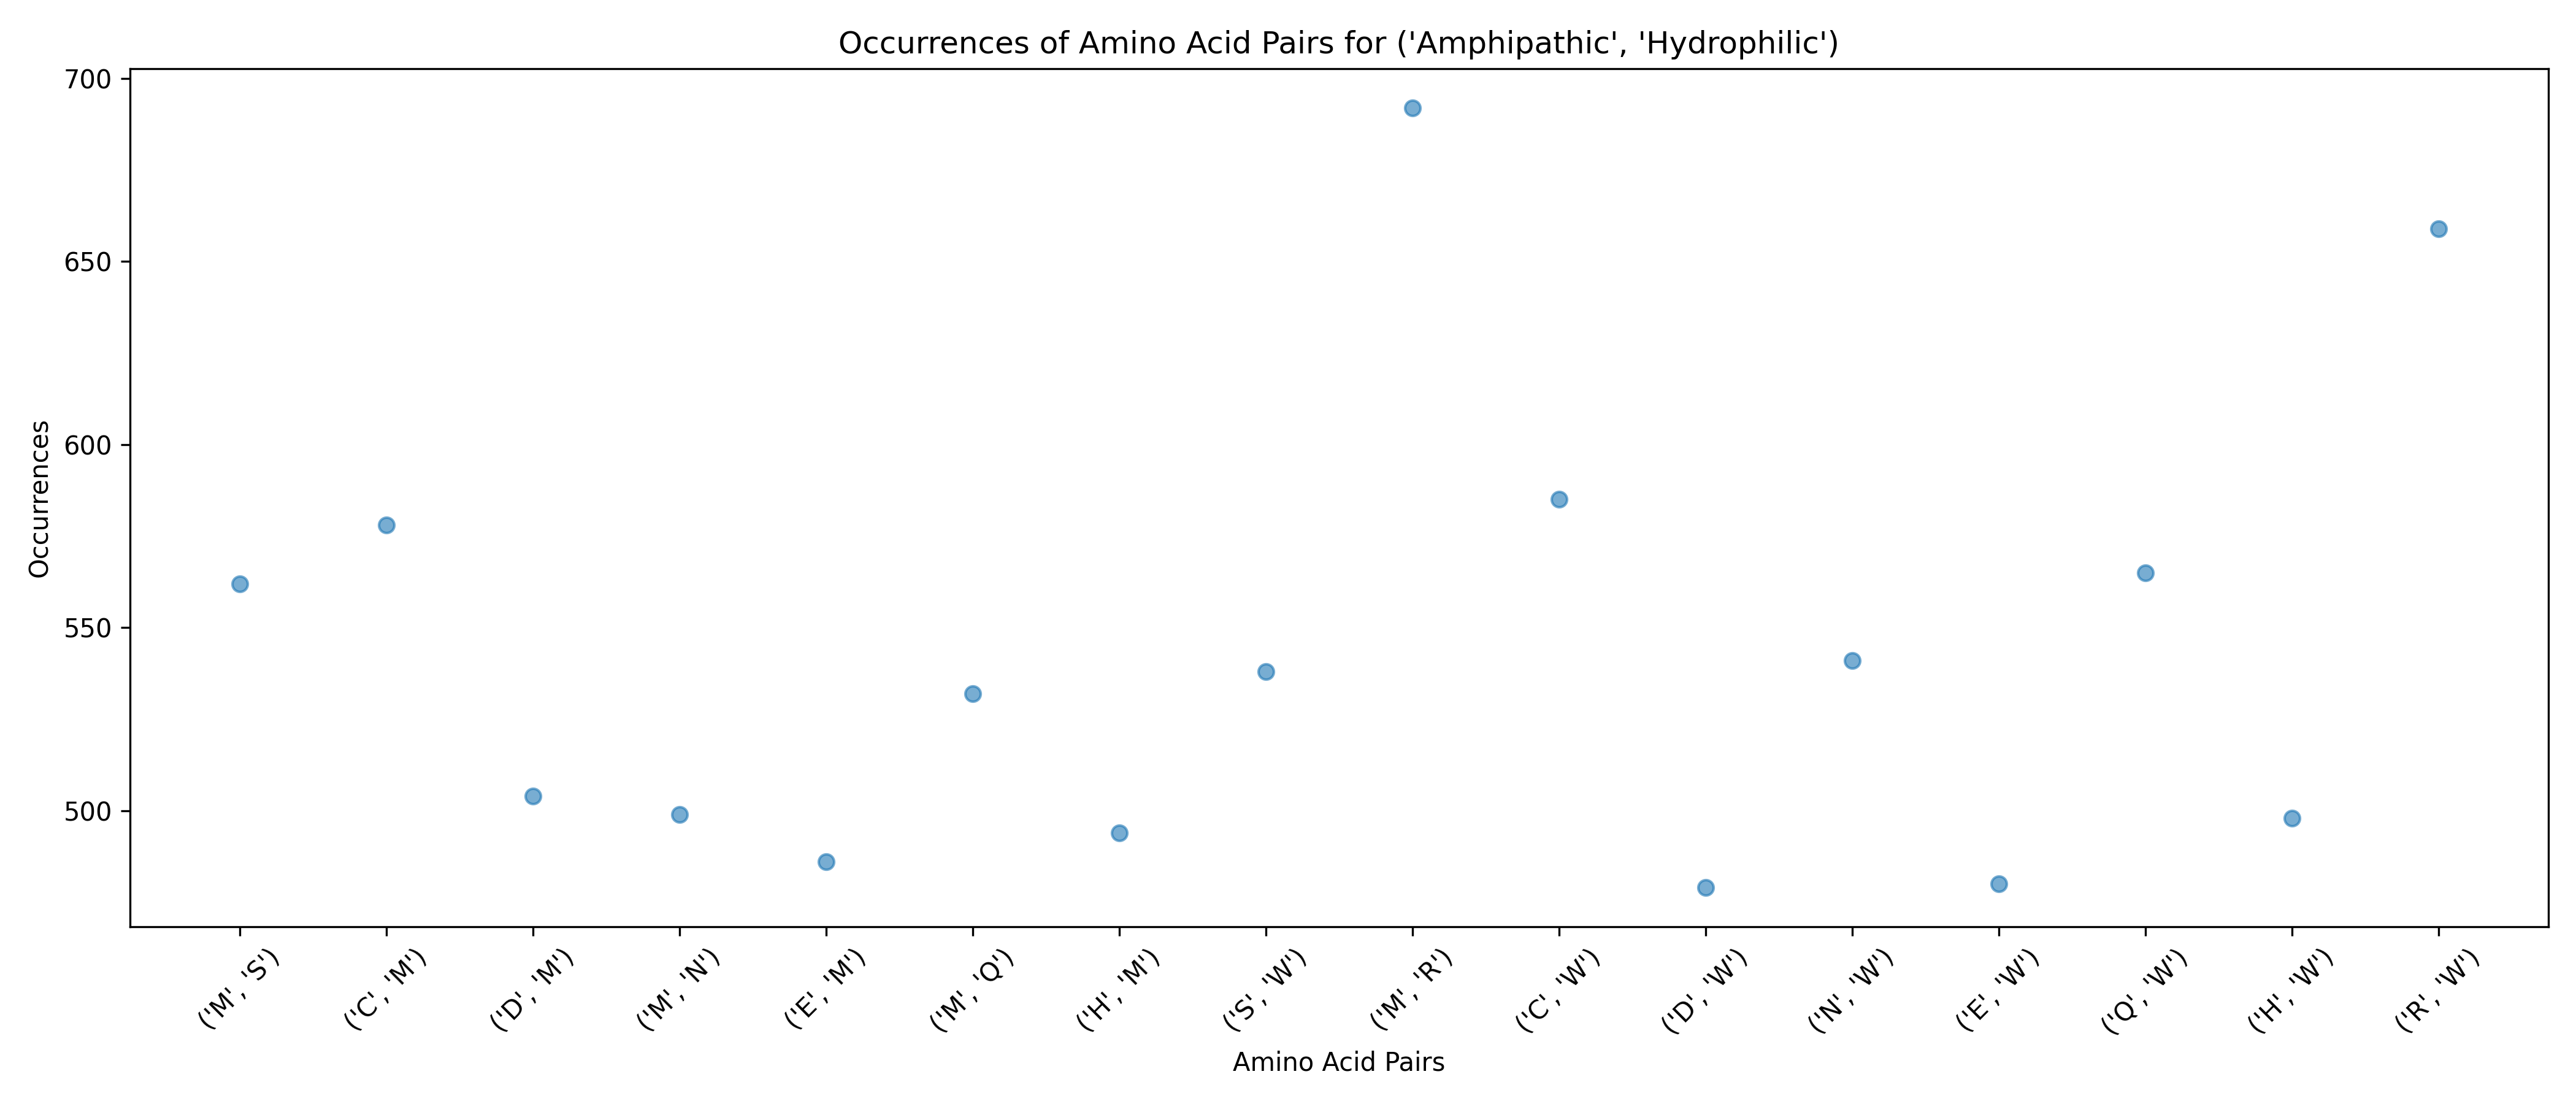 Occurrences of Amino Acid Pairs for ('Amphipathic', 'Hydrophilic')
700
650
600
550
500
Occurrences
('M', 'S')
('C', 'M')
('D', 'M')
('M', 'N')
('E', 'M')
('M', 'Q')
('H', 'M')
('S', 'W')
('M', 'R')
('C', 'W')
('D', 'W')
('N', 'W')
('E', 'W')
('Q', 'W')
('H', 'W')
('R', 'W')
Amino Acid Pairs